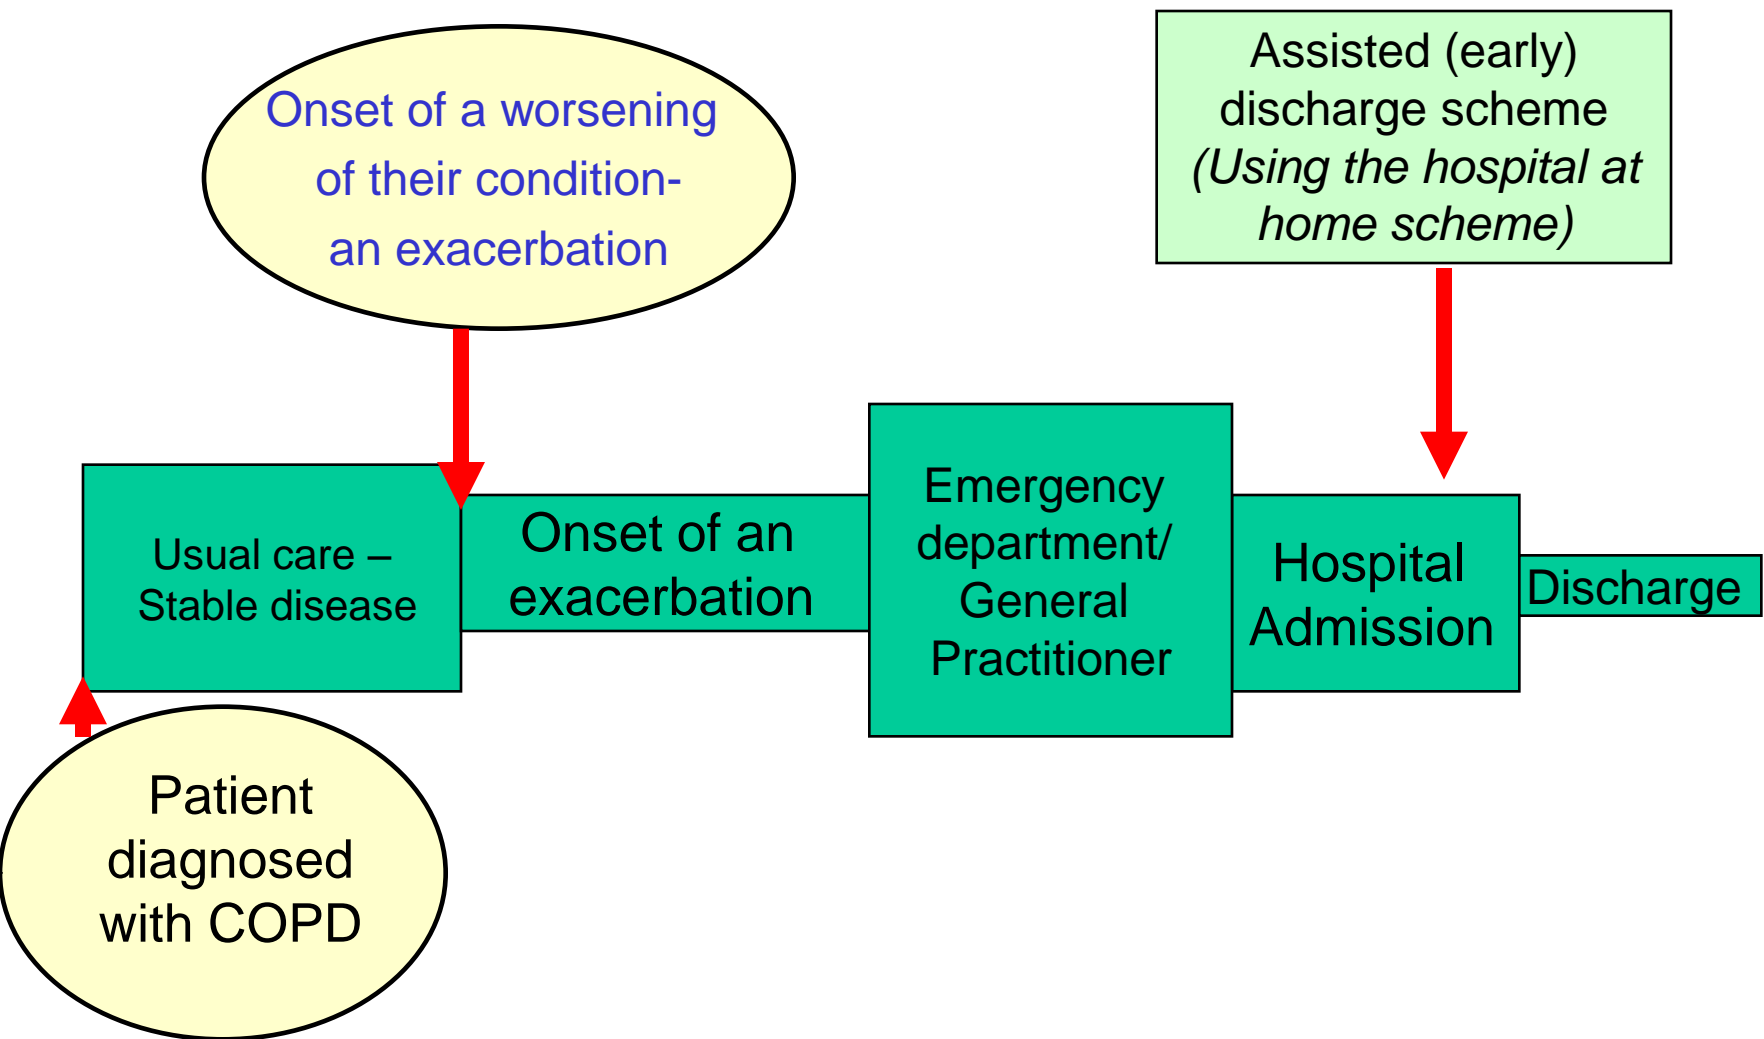 Onset of a worsening
of their condition-
an exacerbation
Assisted (early)
discharge scheme
(Using the hospital at
home scheme)
Usual care –
Stable disease
Onset of an
exacerbation
Emergency
department/
General
Practitioner
Hospital
Admission
Discharge
Patient
diagnosed
with COPD